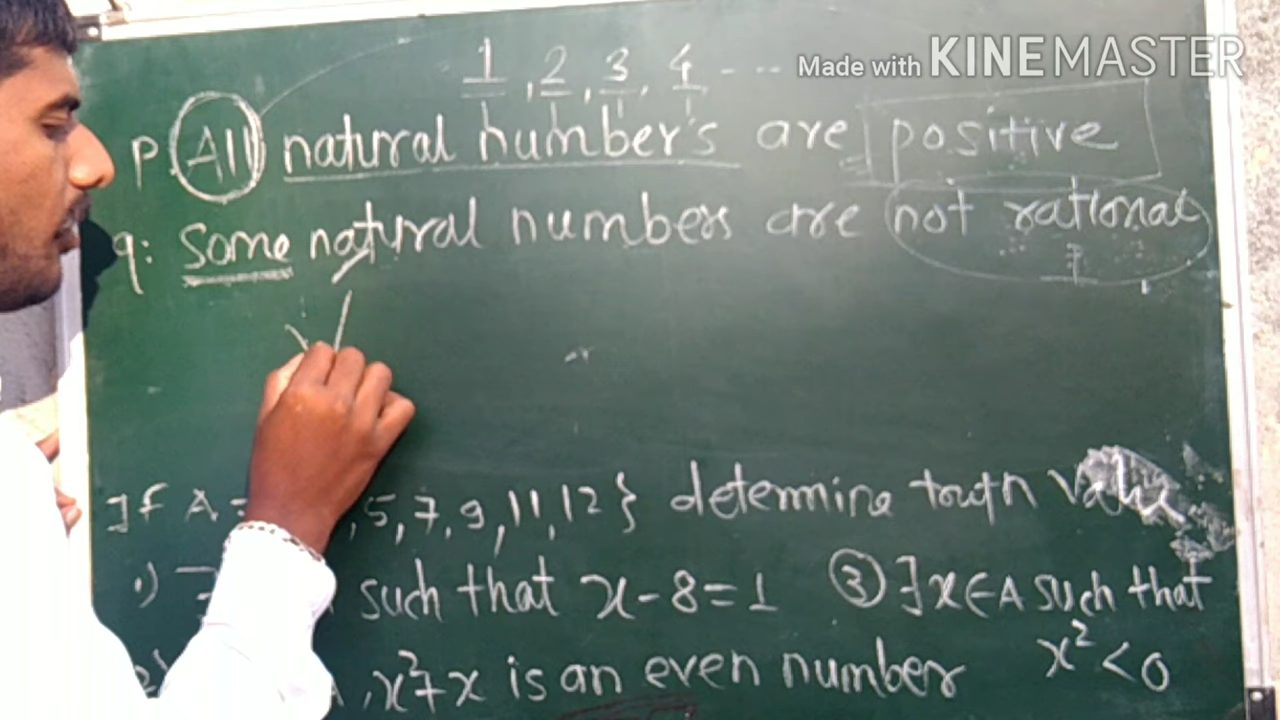 1, 2, 3, 4 - - -
Made with KINEMASTER
p. All natural number's are positive
q: Some natural numbers are not rational
If A = , 5, 7, 9, 11, 12} determine truth Value
1) such that x - 8 = 1
③ ∃ x ∈ A such that
x² < 0
2) A, x² + x is an even number